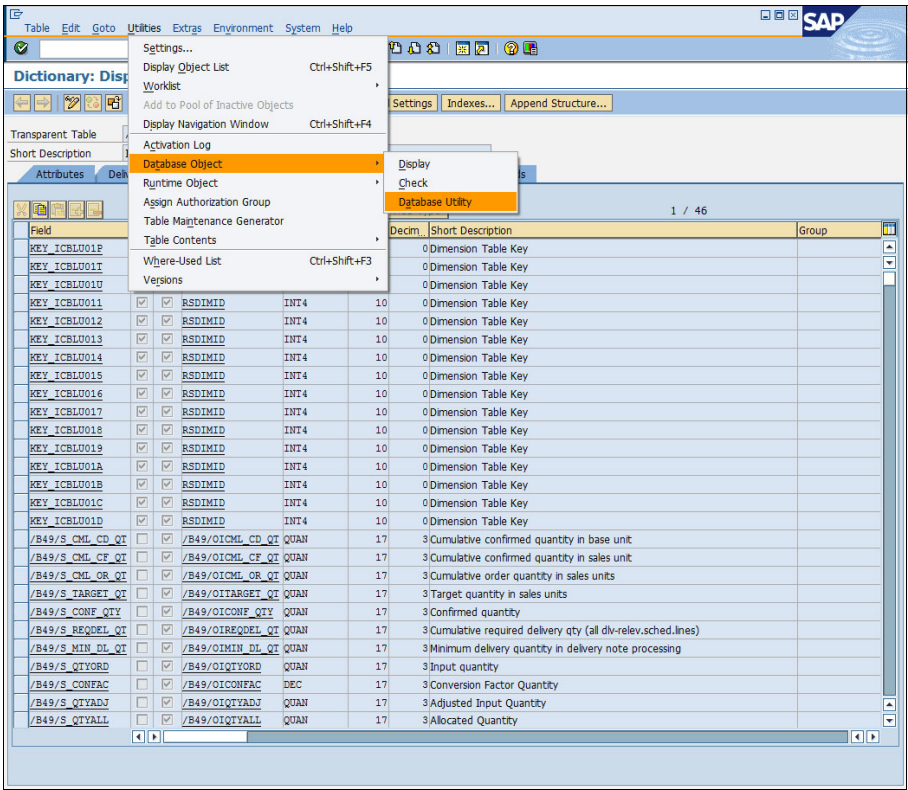 Table Edit Goto Utilities Extras Environment System Help
SAP
Settings...
Display Object List Ctrl+Shift+F5
Worklist
Add to Pool of Inactive Objects
Display Navigation Window Ctrl+Shift+F4
Activation Log
Database Object
Runtime Object
Assign Authorization Group
Table Maintenance Generator
Table Contents
Where-Used List Ctrl+Shift+F3
Versions
Display
Check
Database Utility
Dictionary: Disp
Settings Indexes... Append Structure...
Transparent Table
Short Description
Attributes
1 / 46
Field Decim... Short Description Group
KEY_ICBLU01P 0 Dimension Table Key
KEY_ICBLU01T 0 Dimension Table Key
KEY_ICBLU01U 0 Dimension Table Key
KEY_ICBLU011 RSDIMID INT4 10 0 Dimension Table Key
KEY_ICBLU012 RSDIMID INT4 10 0 Dimension Table Key
KEY_ICBLU013 RSDIMID INT4 10 0 Dimension Table Key
KEY_ICBLU014 RSDIMID INT4 10 0 Dimension Table Key
KEY_ICBLU015 RSDIMID INT4 10 0 Dimension Table Key
KEY_ICBLU016 RSDIMID INT4 10 0 Dimension Table Key
KEY_ICBLU017 RSDIMID INT4 10 0 Dimension Table Key
KEY_ICBLU018 RSDIMID INT4 10 0 Dimension Table Key
KEY_ICBLU019 RSDIMID INT4 10 0 Dimension Table Key
KEY_ICBLU01A RSDIMID INT4 10 0 Dimension Table Key
KEY_ICBLU01B RSDIMID INT4 10 0 Dimension Table Key
KEY_ICBLU01C RSDIMID INT4 10 0 Dimension Table Key
KEY_ICBLU01D RSDIMID INT4 10 0 Dimension Table Key
/B49/S_CML_CD_QT /B49/OICML_CD_QT QUAN 17 3 Cumulative confirmed quantity in base unit
/B49/S_CML_CF_QT /B49/OICML_CF_QT QUAN 17 3 Cumulative confirmed quantity in sales unit
/B49/S_CML_OR_QT /B49/OICML_OR_QT QUAN 17 3 Cumulative order quantity in sales units
/B49/S_TARGET_QT /B49/OITARGET_QT QUAN 17 3 Target quantity in sales units
/B49/S_CONF_QTY /B49/OICONF_QTY QUAN 17 3 Confirmed quantity
/B49/S_REQDEL_QT /B49/OIREQDEL_QT QUAN 17 3 Cumulative required delivery qty (all dlv-relev.sched.lines)
/B49/S_MIN_DL_QT /B49/OIMIN_DL_QT QUAN 17 3 Minimum delivery quantity in delivery note processing
/B49/S_QTYORD /B49/OIQTYORD QUAN 17 3 Input quantity
/B49/S_CONFAC /B49/OICONFAC DEC 17 3 Conversion Factor Quantity
/B49/S_QTYADJ /B49/OIQTYADJ QUAN 17 3 Adjusted Input Quantity
/B49/S_QTYALL /B49/OIQTYALL QUAN 17 3 Allocated Quantity